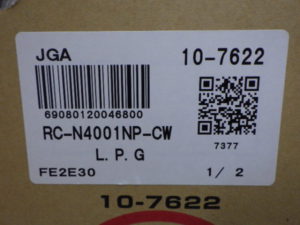 JGA 10-7622
69080120046800
RC-N4001NP-CW
7377
L.P.G
FE2E30 1/2
10-7622